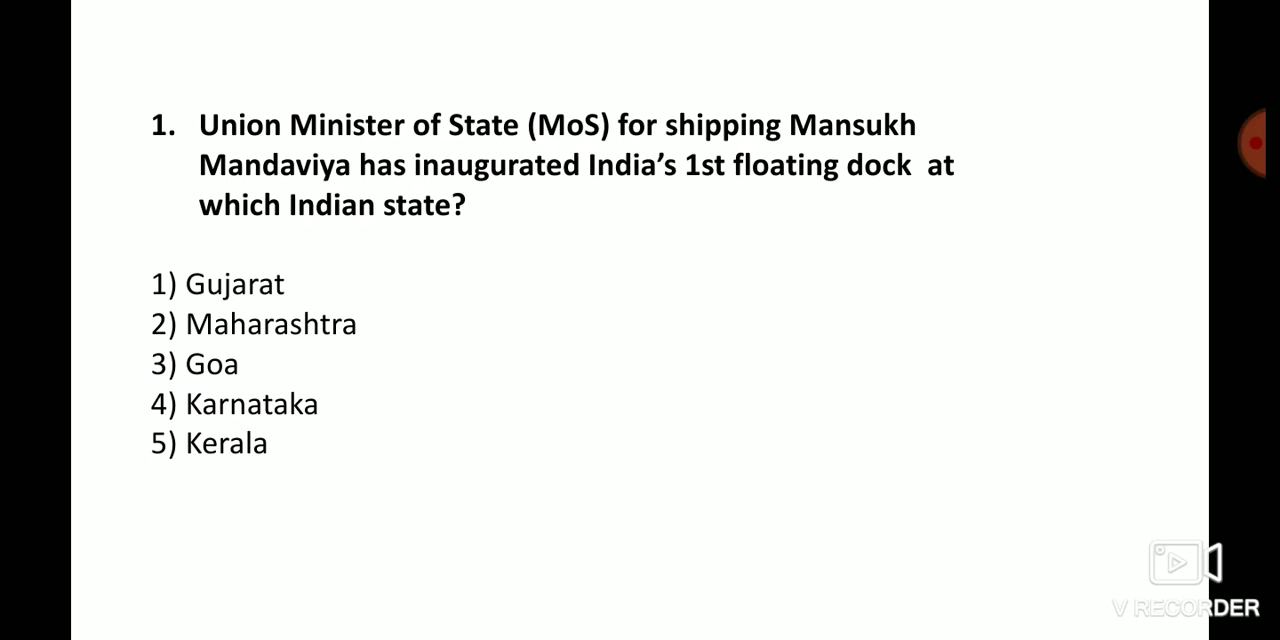 1. Union Minister of State (MoS) for shipping Mansukh
Mandaviya has inaugurated India’s 1st floating dock at
which Indian state?
1) Gujarat
2) Maharashtra
3) Goa
4) Karnataka
5) Kerala
V RECORDER